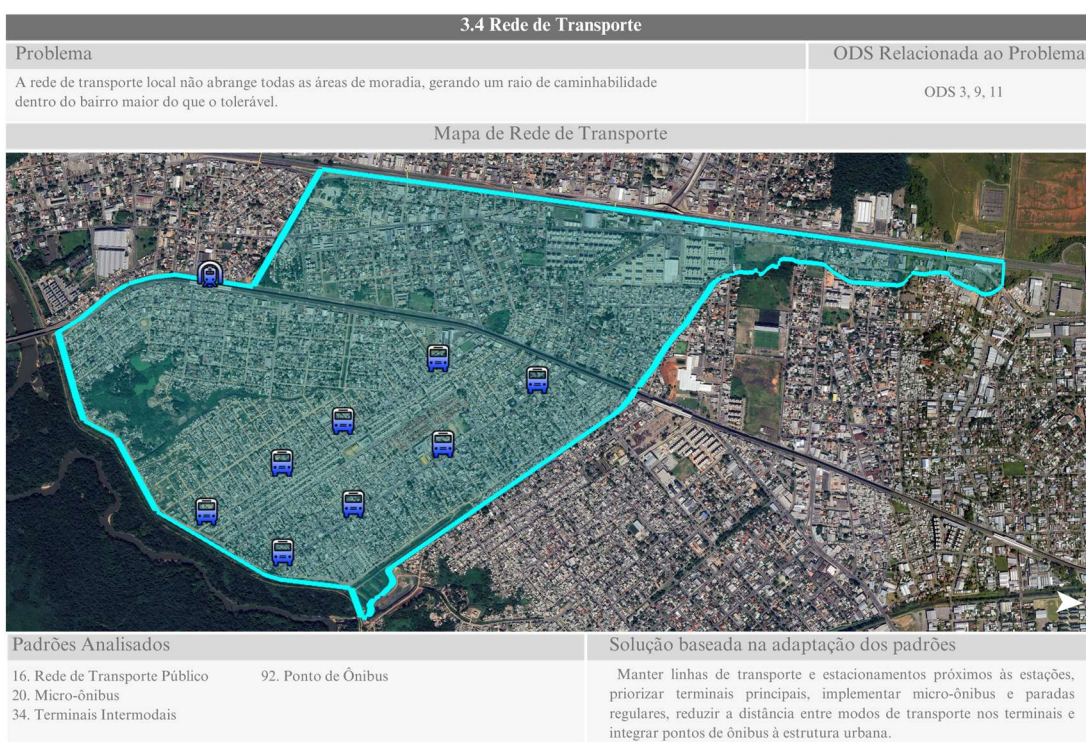 3.4 Rede de Transporte
Problema
ODS Relacionada ao Problema
A rede de transporte local não abrange todas as áreas de moradia, gerando um raio de caminhabilidade
dentro do bairro maior do que o tolerável.
ODS 3, 9, 11
Mapa de Rede de Transporte
Padrões Analisados
16. Rede de Transporte Público
20. Micro-ônibus
34. Terminais Intermodais
92. Ponto de Ônibus
Solução baseada na adaptação dos padrões
Manter linhas de transporte e estacionamentos próximos às estações,
priorizar terminais principais, implementar micro-ônibus e paradas
regulares, reduzir a distância entre modos de transporte nos terminais e
integrar pontos de ônibus à estrutura urbana.